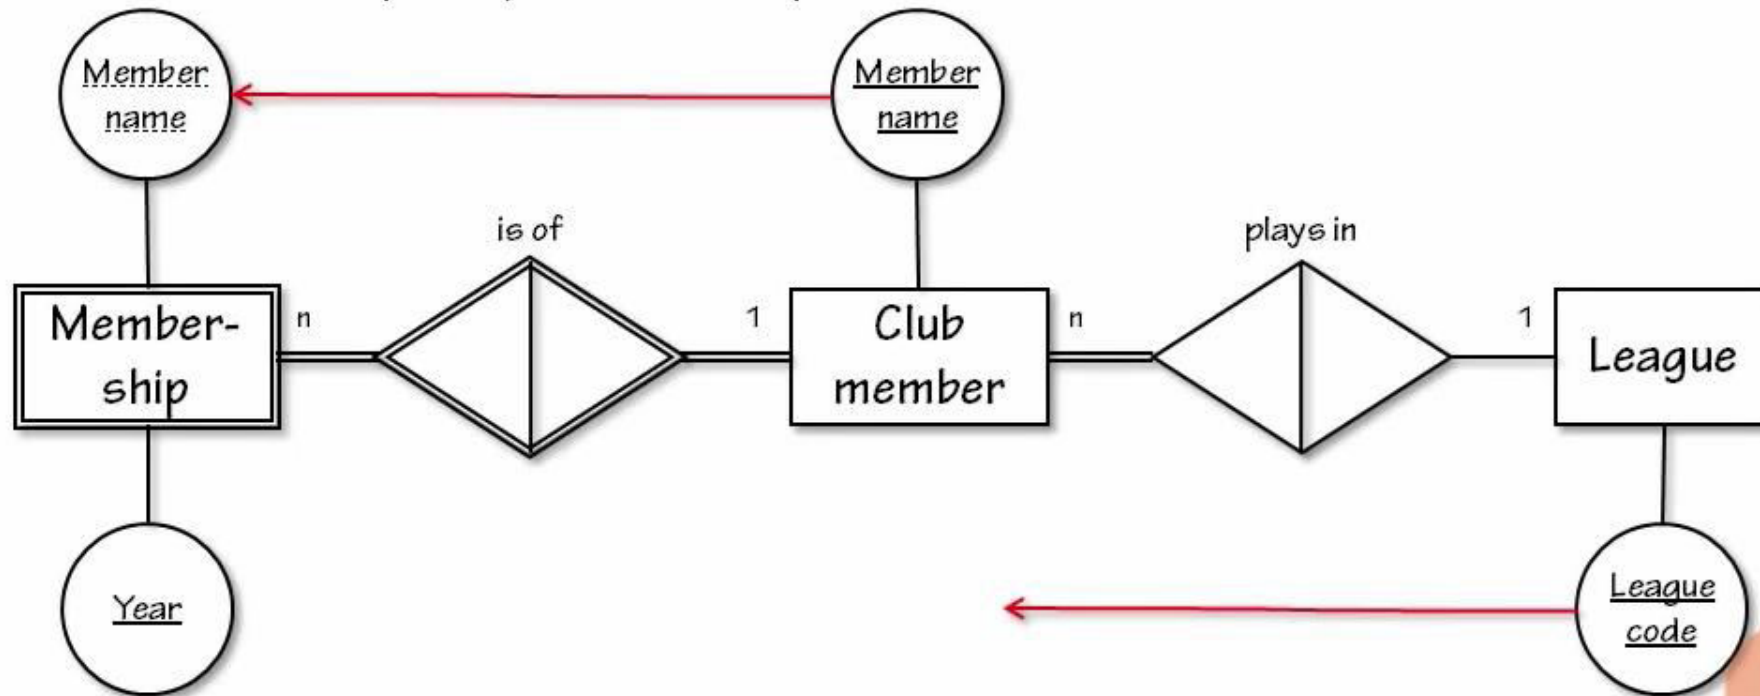 Member
name
Member
name
is of
plays in
Member-
ship
n
1
Club
member
n
1
League
Year
League
code